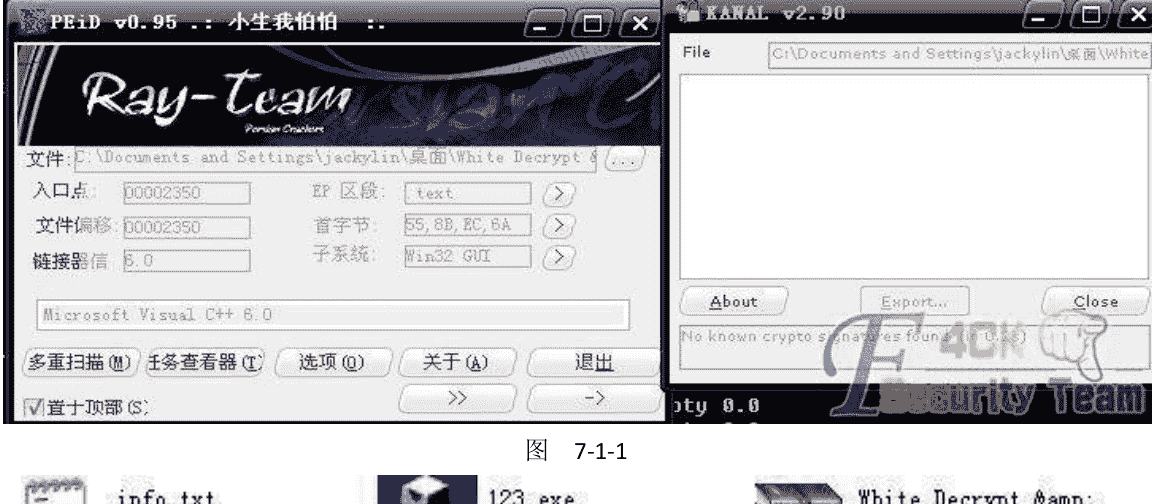 PEiD v0.95 .: 小生我怕怕 :.
Ray-Team
Persian Crackers
文件: C:\Documents and Settings\jackylin\桌面\White Decrypt & ...
入口点: 00002350 EP 区段: .text >
文件偏移: 00002350 首字节: 55,8B,EC,6A >
链接器信 6.0 子系统: Win32 GUI >
Microsoft Visual C++ 6.0
多重扫描(M) 任务查看器(T) 选项(O) 关于(A) 退出
置于顶部(S) >> ->
KANAL v2.90
File C:\Documents and Settings\jackylin\桌面\White
About Export... Close
No known crypto signatures found
F4CK
Security Team
pty 0.0
图 7-1-1
info.txt 123.exe White Decrypt &amp;